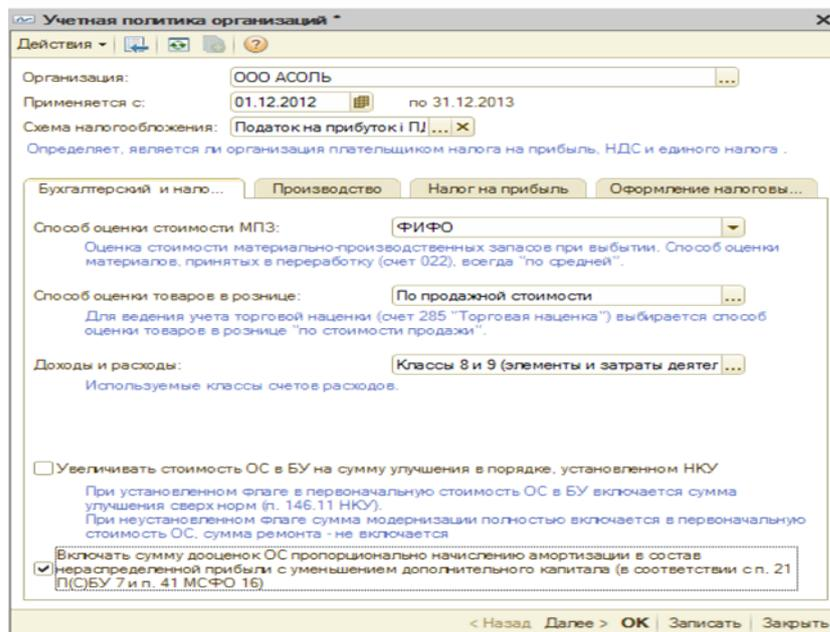 Учетная политика организаций *
Действия
Организация: ООО АСОЛЬ ...
Применяется с: 01.12.2012 по 31.12.2013
Схема налогообложения: Податок на прибуток і ПД ...
Определяет, является ли организация плательщиком налога на прибыль, НДС и единого налога .
Бухгалтерский и нало... Производство Налог на прибыль Оформление налоговы...
Способ оценки стоимости МПЗ: ФИФО
Оценка стоимости материально-производственных запасов при выбытии. Способ оценки
материалов, принятых в переработку (счет 022), всегда "по средней".
Способ оценки товаров в рознице: По продажной стоимости ...
Для ведения учета торговой наценки (счет 285 "Торговая наценка") выбирается способ
оценки товаров в рознице "по стоимости продажи".
Доходы и расходы: Классы 8 и 9 (элементы и затраты деятел ...
Используемые классы счетов расходов.
Увеличивать стоимость ОС в БУ на сумму улучшения в порядке, установленном НКУ
При установленном флаге в первоначальную стоимость ОС в БУ включается сумма
улучшения сверх норм (п. 146.11 НКУ).
При неустановленном флаге сумма модернизации полностью включается в первоначальную
стоимость ОС, сумма ремонта - не включается
Включать сумму дооценок ОС пропорционально начислению амортизации в состав
нераспределенной прибыли с уменьшением дополнительного капитала (в соответствии с п. 21
П(С)БУ 7 и п. 41 МСФО 16)
< Назад Далее > OK Записать Закрыть